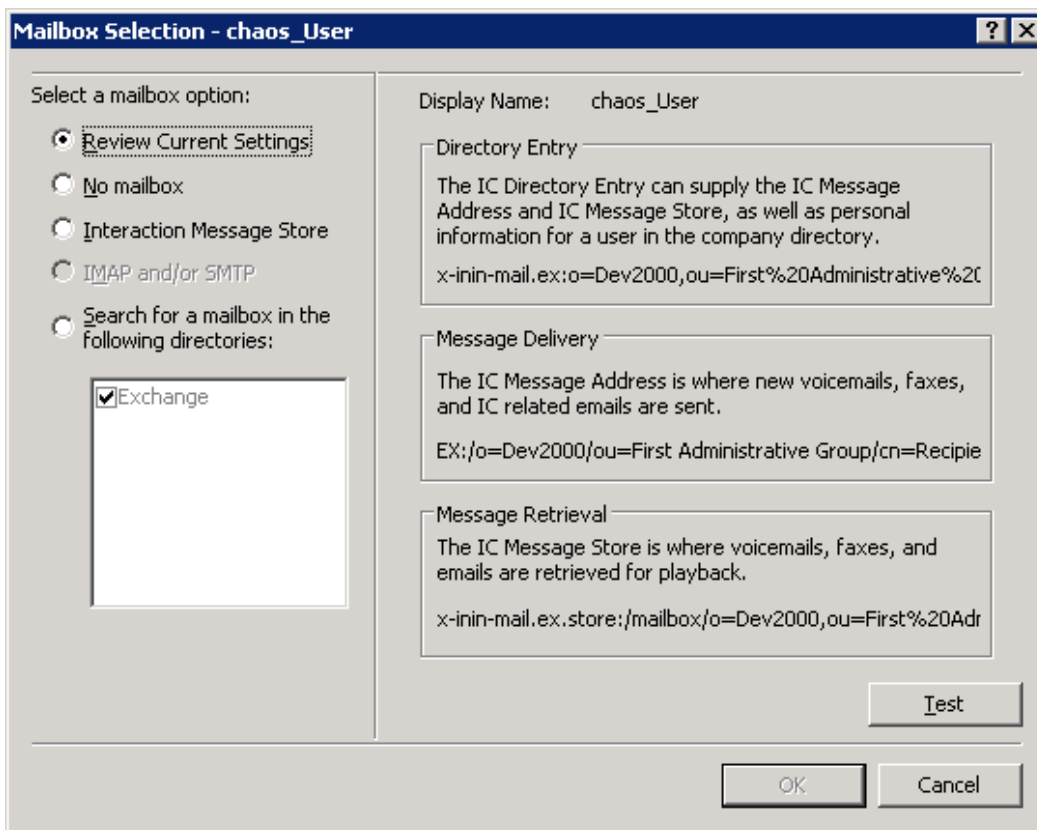 Mailbox Selection - chaos_User
Select a mailbox option:
Review Current Settings
No mailbox
Interaction Message Store
IMAP and/or SMTP
Search for a mailbox in the
following directories:
Exchange
Display Name: chaos_User
Directory Entry
The IC Directory Entry can supply the IC Message
Address and IC Message Store, as well as personal
information for a user in the company directory.
x-inin-mail.ex:o=Dev2000,ou=First%20Administrative%2
Message Delivery
The IC Message Address is where new voicemails, faxes,
and IC related emails are sent.
EX:/o=Dev2000/ou=First Administrative Group/cn=Recipie
Message Retrieval
The IC Message Store is where voicemails, faxes, and
emails are retrieved for playback.
x-inin-mail.ex.store:/mailbox/o=Dev2000,ou=First%20Adr
Test
OK
Cancel